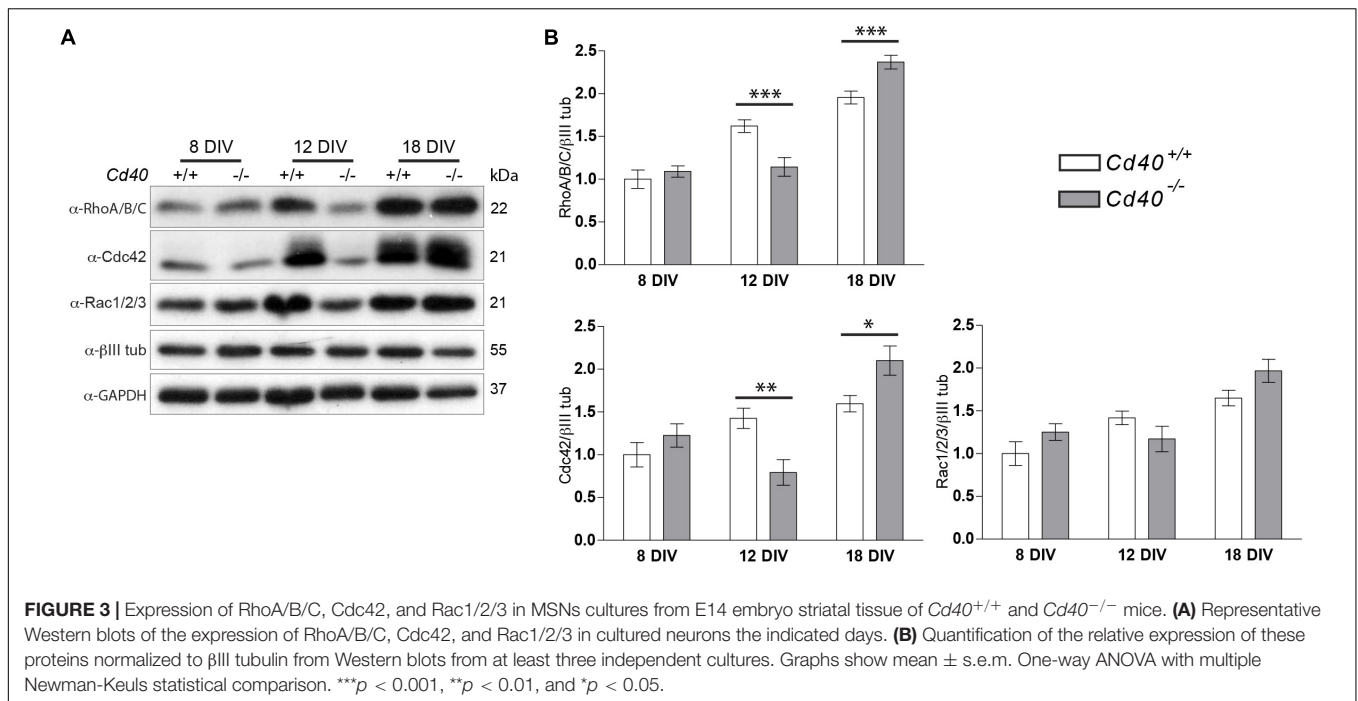 A
8 DIV 12 DIV 18 DIV
Cd40 +/+ -/- +/+ -/- +/+ -/- kDa
α-RhoA/B/C 22
α-Cdc42 21
α-Rac1/2/3 21
α-βIII tub 55
α-GAPDH 37
B
RhoA/B/C/βIII tub
2.5
2.0
1.5
1.0
0.5
0.0
***
***
8 DIV 12 DIV 18 DIV
Cd40+/+
Cd40-/-
Cdc42/βIII tub
2.5
2.0
1.5
1.0
0.5
0.0
**
*
8 DIV 12 DIV 18 DIV
Rac1/2/3/βIII tub
2.5
2.0
1.5
1.0
0.5
0.0
8 DIV 12 DIV 18 DIV
FIGURE 3 | Expression of RhoA/B/C, Cdc42, and Rac1/2/3 in MSNs cultures from E14 embryo striatal tissue of Cd40+/+ and Cd40−/− mice. (A) Representative
Western blots of the expression of RhoA/B/C, Cdc42, and Rac1/2/3 in cultured neurons the indicated days. (B) Quantification of the relative expression of these
proteins normalized to βIII tubulin from Western blots from at least three independent cultures. Graphs show mean ± s.e.m. One-way ANOVA with multiple
Newman-Keuls statistical comparison. ***p < 0.001, **p < 0.01, and *p < 0.05.